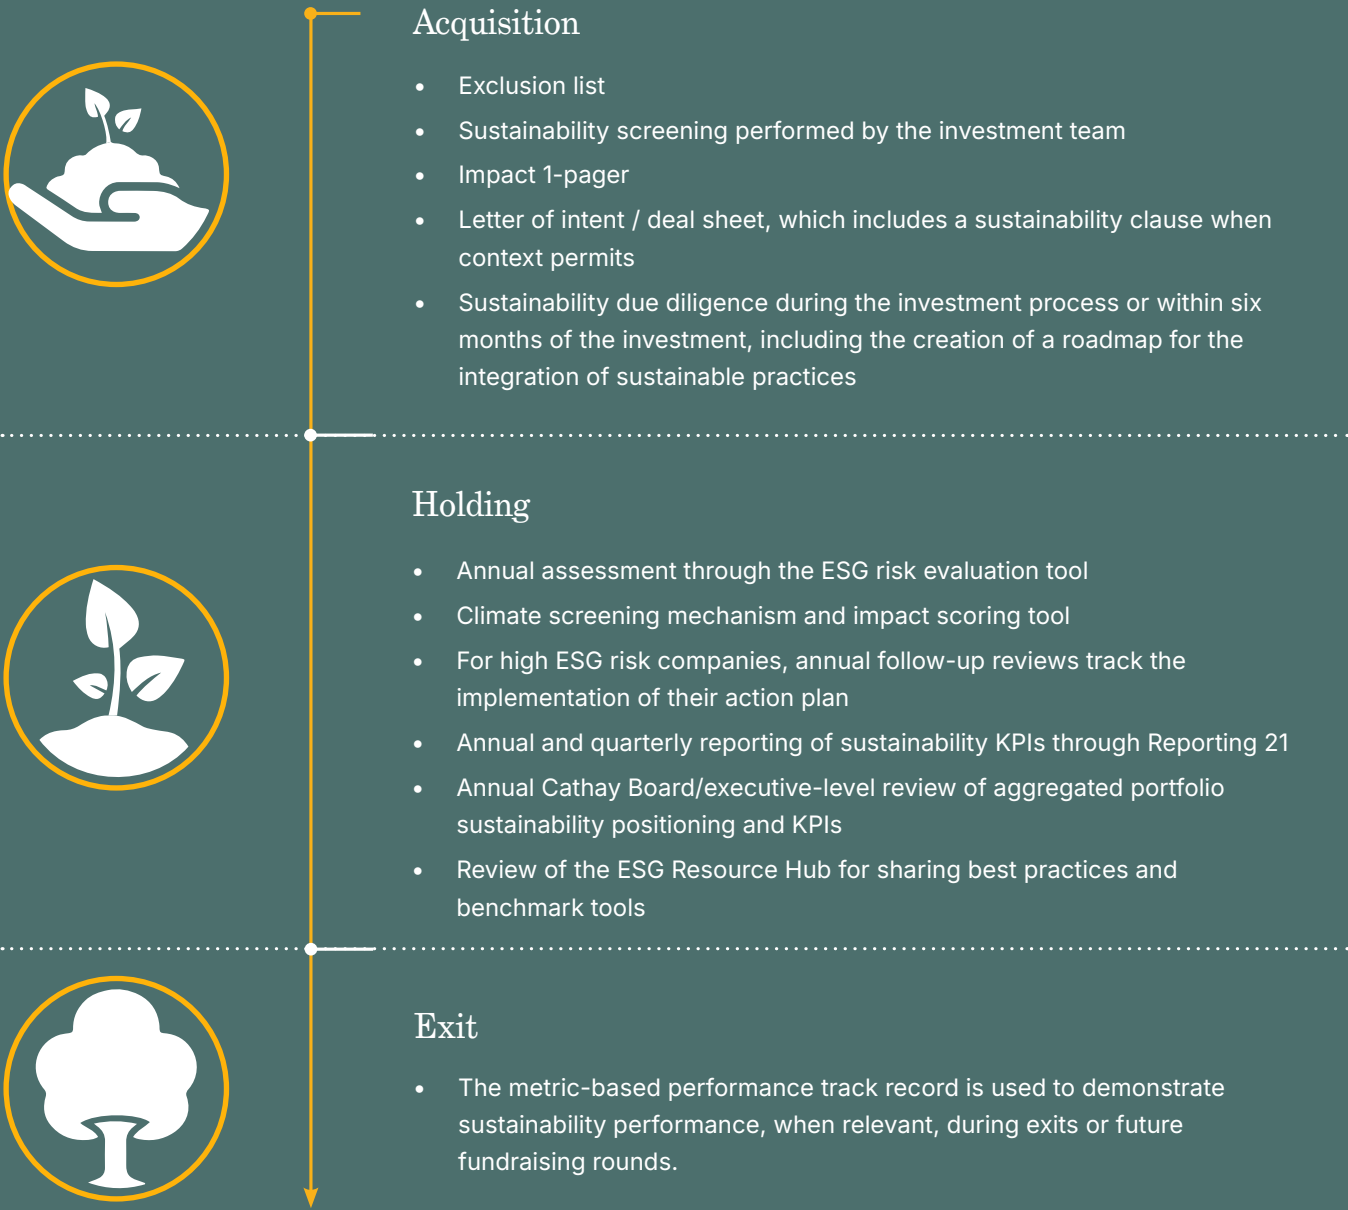 Acquisition
• Exclusion list
• Sustainability screening performed by the investment team
• Impact 1-pager
• Letter of intent / deal sheet, which includes a sustainability clause when
context permits
• Sustainability due diligence during the investment process or within six
months of the investment, including the creation of a roadmap for the
integration of sustainable practices
Holding
• Annual assessment through the ESG risk evaluation tool
• Climate screening mechanism and impact scoring tool
• For high ESG risk companies, annual follow-up reviews track the
implementation of their action plan
• Annual and quarterly reporting of sustainability KPIs through Reporting 21
• Annual Cathay Board/executive-level review of aggregated portfolio
sustainability positioning and KPIs
• Review of the ESG Resource Hub for sharing best practices and
benchmark tools
Exit
• The metric-based performance track record is used to demonstrate
sustainability performance, when relevant, during exits or future
fundraising rounds.